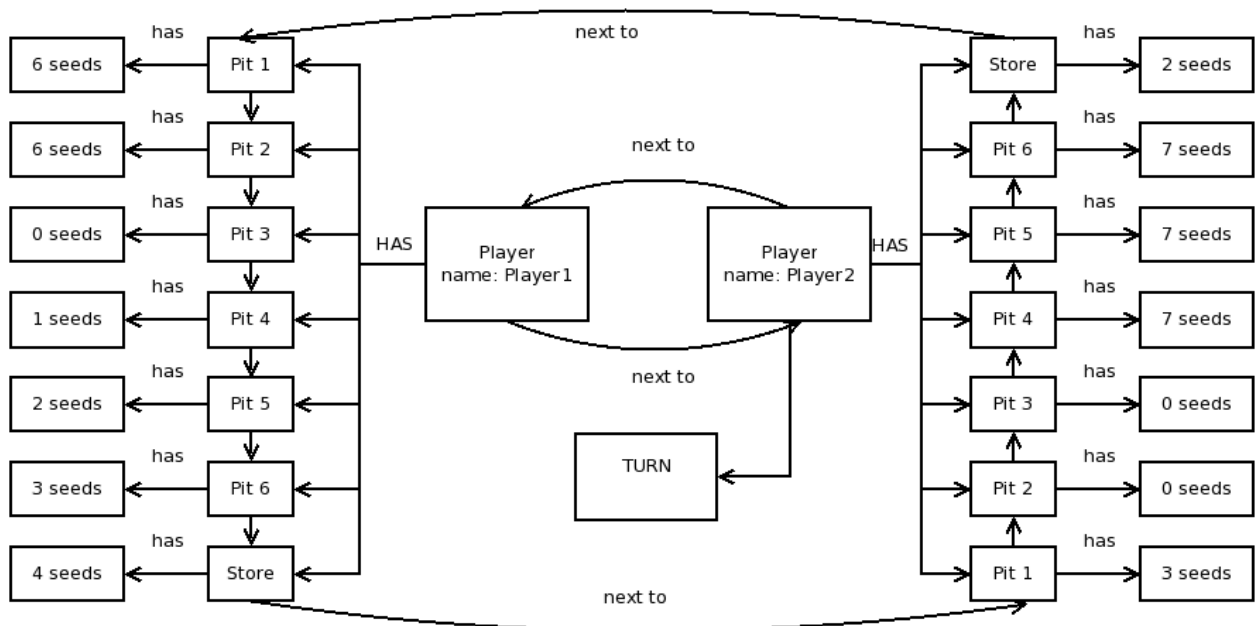 has
next to
has
6 seeds
Pit 1
Store
2 seeds
has
has
6 seeds
Pit 2
next to
Pit 6
7 seeds
has
has
0 seeds
Pit 3
HAS
Player
name: Player1
Player
name: Player2
HAS
Pit 5
7 seeds
has
has
1 seeds
Pit 4
Pit 4
7 seeds
has
next to
has
2 seeds
Pit 5
Pit 3
0 seeds
has
TURN
has
3 seeds
Pit 6
Pit 2
0 seeds
has
has
4 seeds
Store
next to
Pit 1
3 seeds